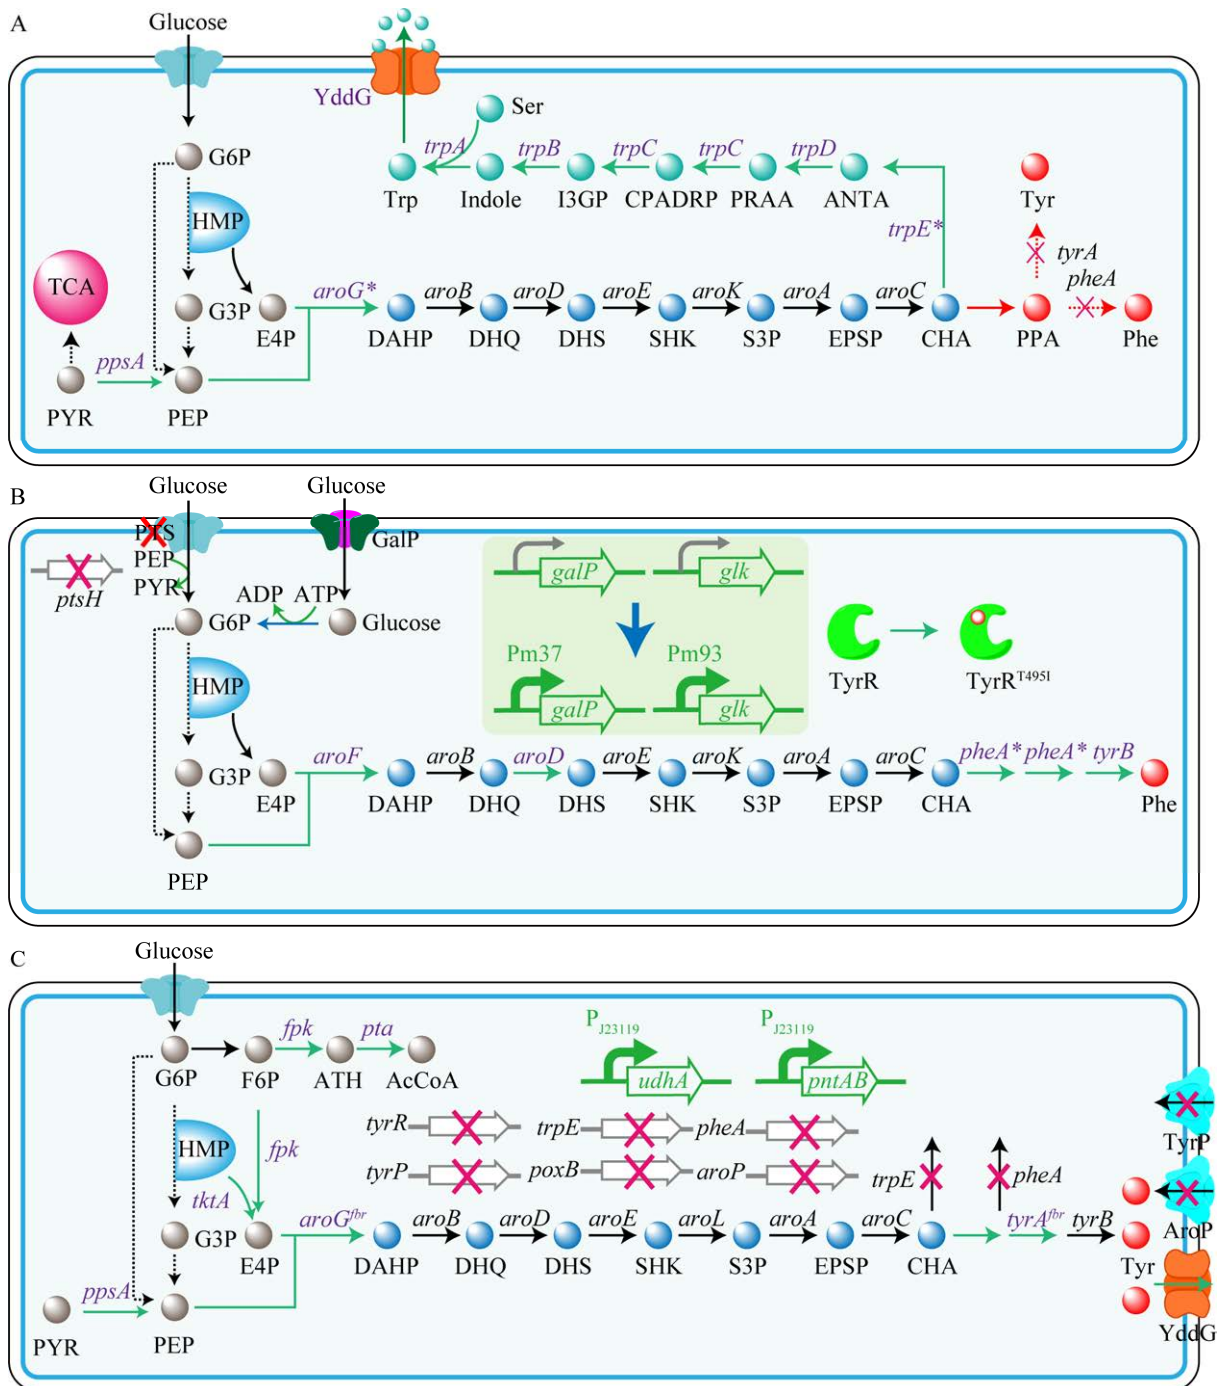 A
Glucose
YddG
Ser
G6P
trpA
trpB
trpC
trpC
trpD
Trp
Indole
I3GP
CPADRP
PRAA
ANTA
Tyr
HMP
trpE*
tyrA
pheA
TCA
G3P
E4P
aroG*
aroB
aroD
aroE
aroK
aroA
aroC
DAHP
DHQ
DHS
SHK
S3P
EPSP
CHA
PPA
Phe
ppsA
PYR
PEP
B
Glucose
Glucose
PTS
PEP
PYR
GalP
ptsH
ADP
ATP
G6P
Glucose
galP
glk
Pm37
Pm93
galP
glk
TyrR
TyrR^T495I
HMP
G3P
E4P
aroF
aroB
aroD
aroE
aroK
aroA
aroC
pheA*
pheA*
tyrB
DAHP
DHQ
DHS
SHK
S3P
EPSP
CHA
Phe
PEP
C
Glucose
fpk
pta
G6P
F6P
ATH
AcCoA
P_J23119
P_J23119
udhA
pntAB
tyrR
trpE
pheA
tyrP
poxB
aroP
HMP
fpk
tktA
trpE
pheA
TyrP
AroP
G3P
E4P
aroG^fbr
aroB
aroD
aroE
aroL
aroA
aroC
tyrA^fbr
tyrB
DAHP
DHQ
DHS
SHK
S3P
EPSP
CHA
Tyr
ppsA
PYR
PEP
YddG